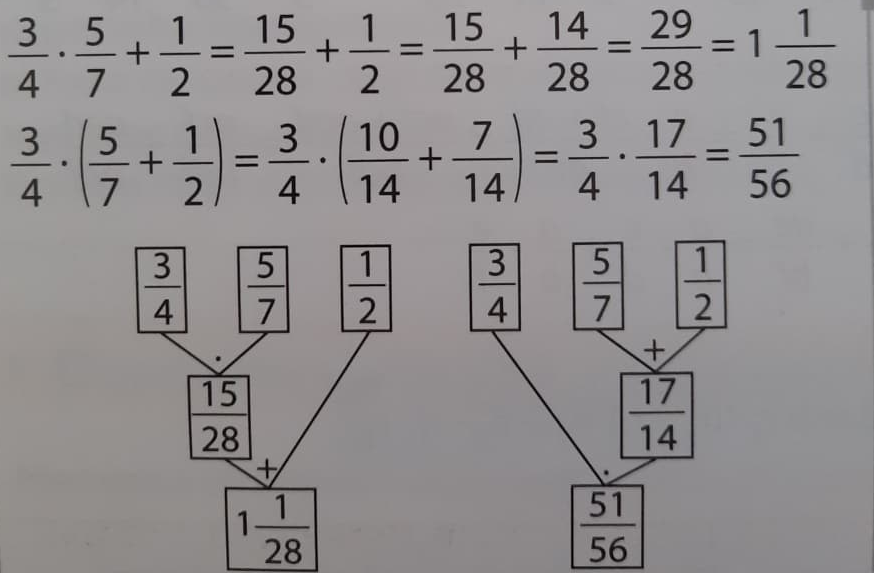 3/4 · 5/7 + 1/2 = 15/28 + 1/2 = 15/28 + 14/28 = 29/28 = 1 1/28
3/4 · (5/7 + 1/2) = 3/4 · (10/14 + 7/14) = 3/4 · 17/14 = 51/56
3/4 5/7 1/2 3/4 5/7 1/2
· +
15/28 17/14
+ ·
1 1/28 51/56